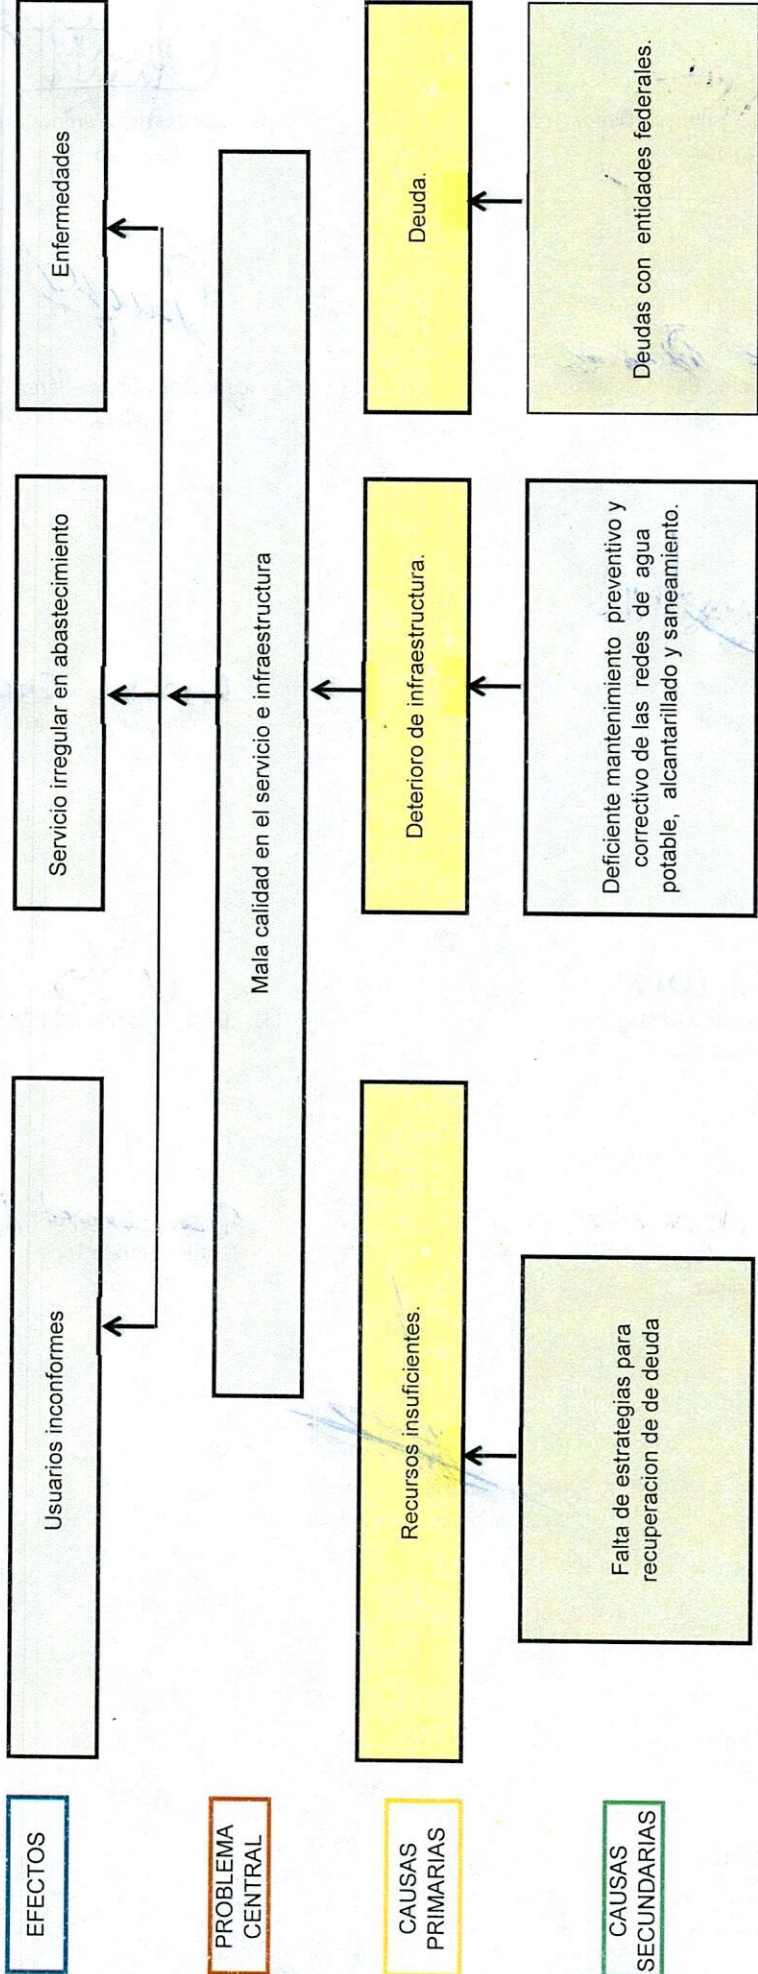 EFECTOS
Usuarios inconformes
Servicio irregular en abastecimiento
Enfermedades
PROBLEMA
CENTRAL
Mala calidad en el servicio e infraestructura
CAUSAS
PRIMARIAS
Recursos insuficientes.
Deterioro de infraestructura.
Deuda.
CAUSAS
SECUNDARIAS
Falta de estrategias para
recuperacion de de deuda
Deficiente mantenimiento preventivo y
correctivo de las redes de agua
potable, alcantarillado y saneamiento.
Deudas con entidades federales.